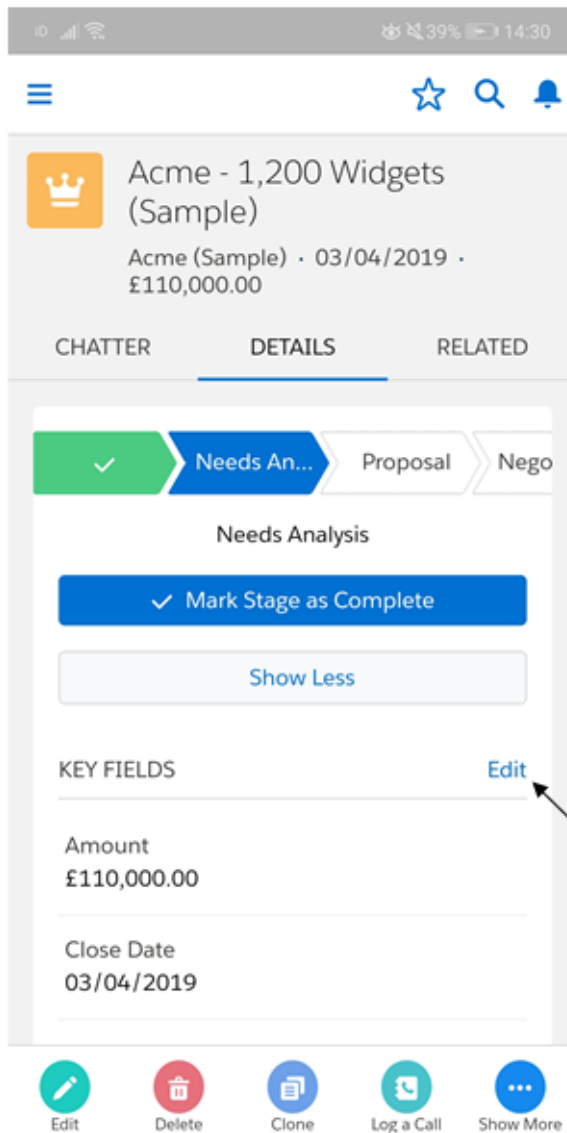 iD 39% 14:30
Acme - 1,200 Widgets
(Sample)
Acme (Sample) · 03/04/2019 ·
£110,000.00
CHATTER DETAILS RELATED
Needs An... Proposal Nego
Needs Analysis
Mark Stage as Complete
Show Less
KEY FIELDS Edit
Amount
£110,000.00
Close Date
03/04/2019
Edit Delete Clone Log a Call Show More